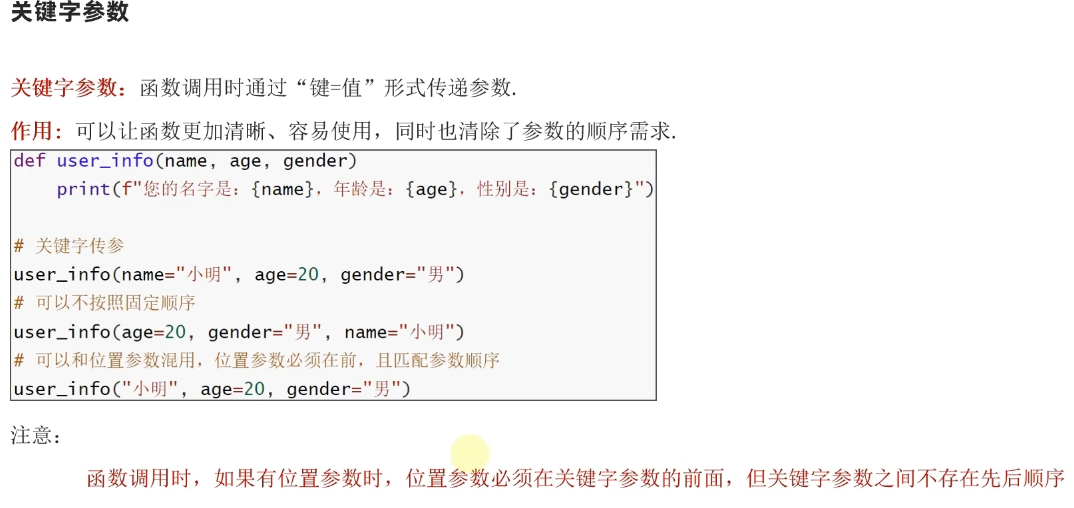 关键字参数
关键字参数：函数调用时通过“键=值”形式传递参数.
作用：可以让函数更加清晰、容易使用，同时也清除了参数的顺序需求.
def user_info(name, age, gender)
    print(f"您的名字是：{name}，年龄是：{age}，性别是：{gender}")
# 关键字传参
user_info(name="小明", age=20, gender="男")
# 可以不按照固定顺序
user_info(age=20, gender="男", name="小明")
# 可以和位置参数混用，位置参数必须在前，且匹配参数顺序
user_info("小明", age=20, gender="男")
注意：
函数调用时，如果有位置参数时，位置参数必须在关键字参数的前面，但关键字参数之间不存在先后顺序